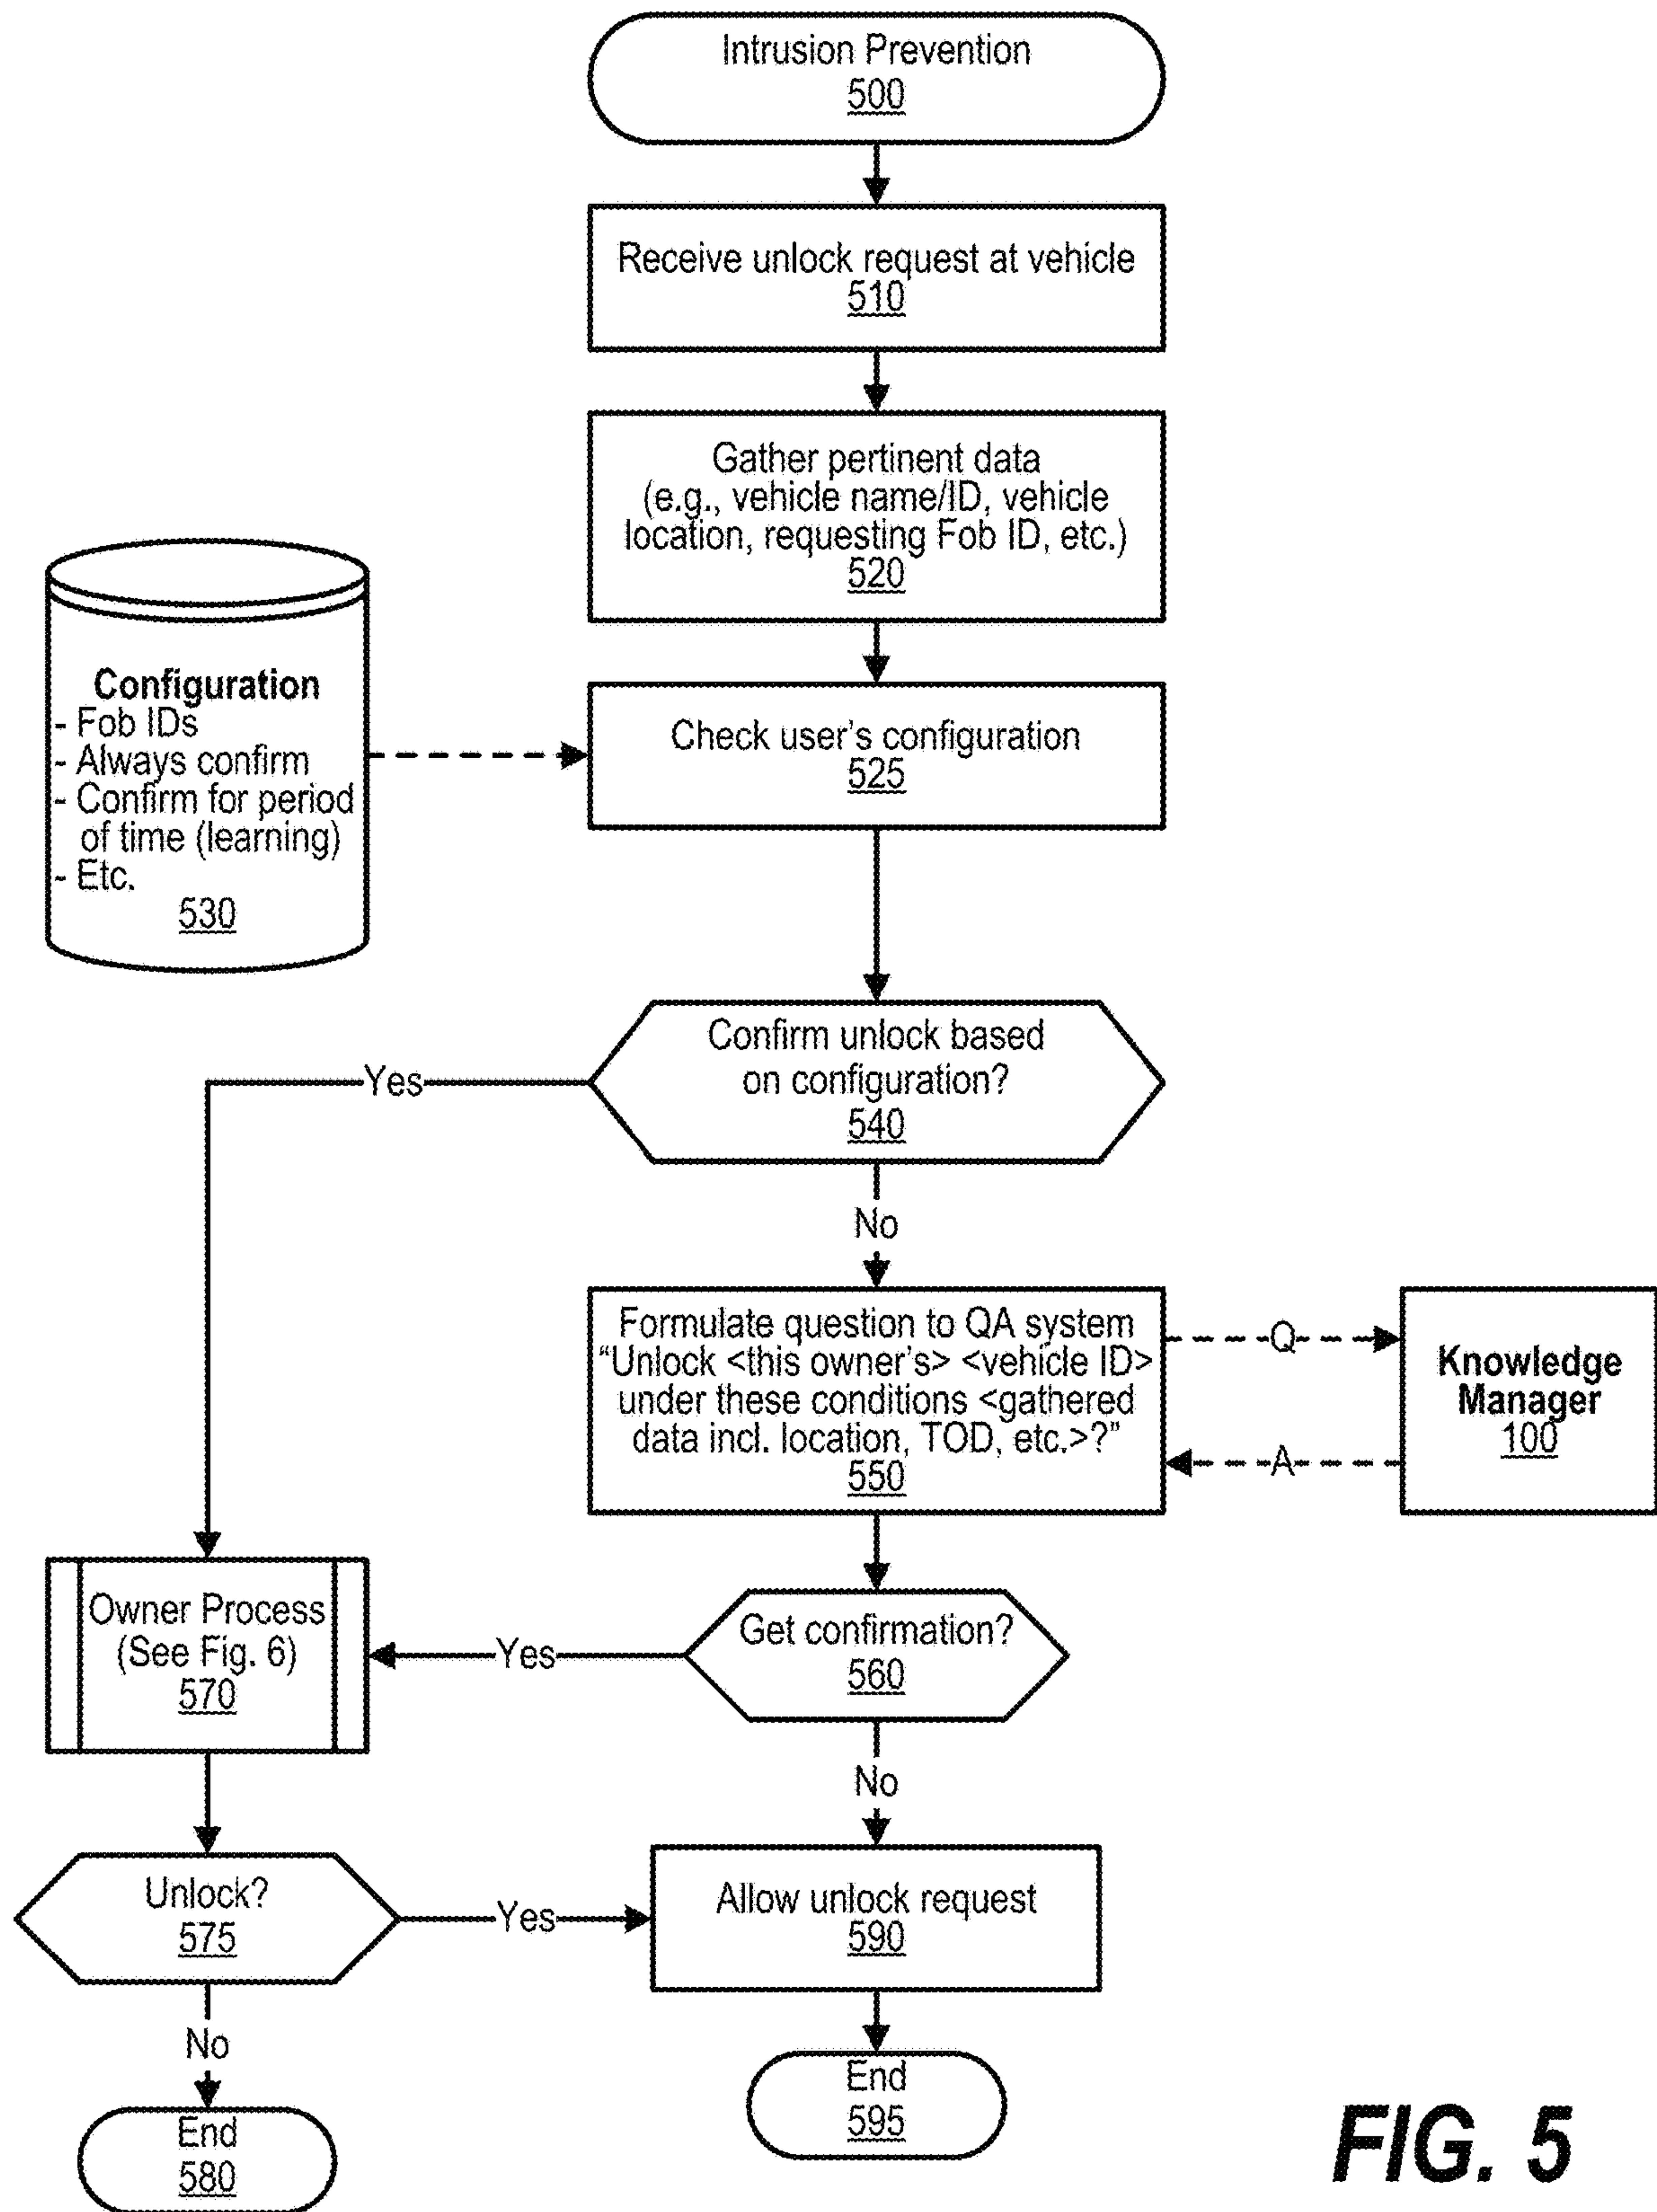 Intrusion Prevention
500
Receive unlock request at vehicle
510
Gather pertinent data
(e.g., vehicle name/ID, vehicle
location, requesting Fob ID, etc.)
520
Configuration
- Fob IDs
- Always confirm
- Confirm for period
of time (learning)
- Etc.
530
Check user's configuration
525
Confirm unlock based
on configuration?
540
Yes
No
Formulate question to QA system
"Unlock <this owner's> <vehicle ID>
under these conditions <gathered
data incl. location, TOD, etc.>?"
550
Q
A
Knowledge
Manager
100
Owner Process
(See Fig. 6)
570
Yes
Get confirmation?
560
No
Unlock?
575
Yes
Allow unlock request
590
No
End
580
End
595
FIG. 5